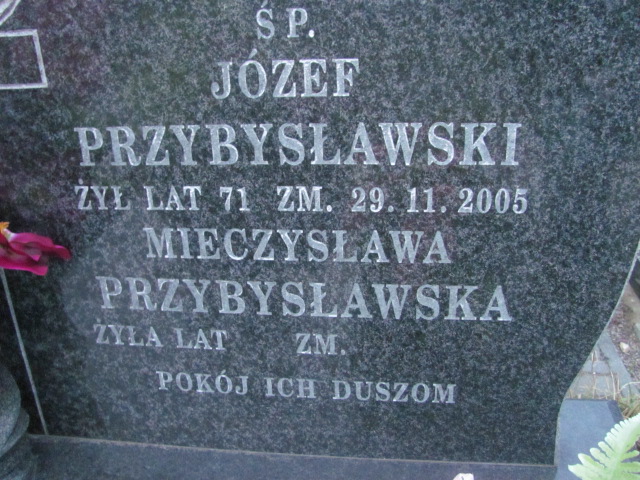 ŚP.
JÓZEF
PRZYBYSŁAWSKI
ŻYŁ LAT 71 ZM. 29.11.2005
MIECZYSŁAWA
PRZYBYSŁAWSKA
ŻYŁA LAT ZM.
POKÓJ ICH DUSZOM